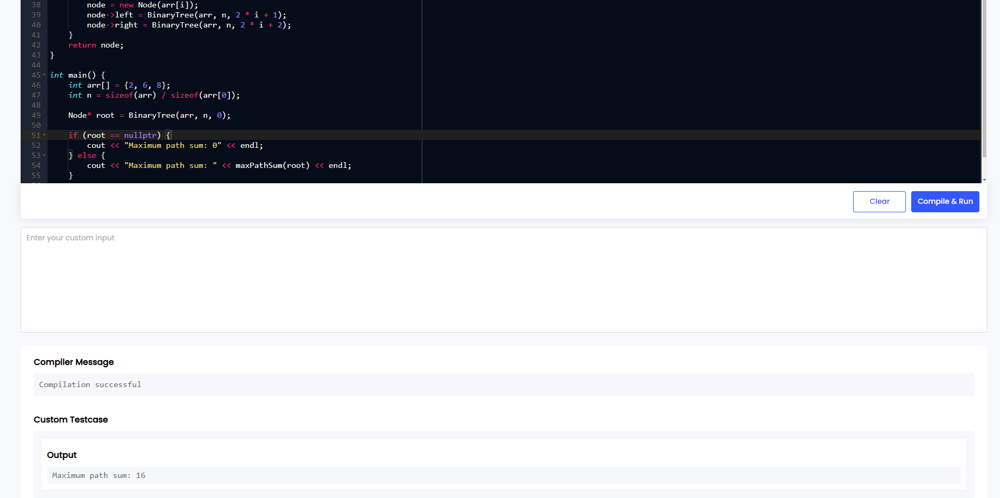 38 node = new Node(arr[i]);
39 node->left = BinaryTree(arr, n, 2 * i + 1);
40 node->right = BinaryTree(arr, n, 2 * i + 2);
41 }
42 return node;
43 }
44
45 int main() {
46 int arr[] = {2, 6, 8};
47 int n = sizeof(arr) / sizeof(arr[0]);
48
49 Node* root = BinaryTree(arr, n, 0);
50
51 if (root == nullptr) {
52 cout << "Maximum path sum: 0" << endl;
53 } else {
54 cout << "Maximum path sum: " << maxPathSum(root) << endl;
55 }
Clear
Compile & Run
Enter your custom input
Compiler Message
Compilation successful
Custom Testcase
Output
Maximum path sum: 16